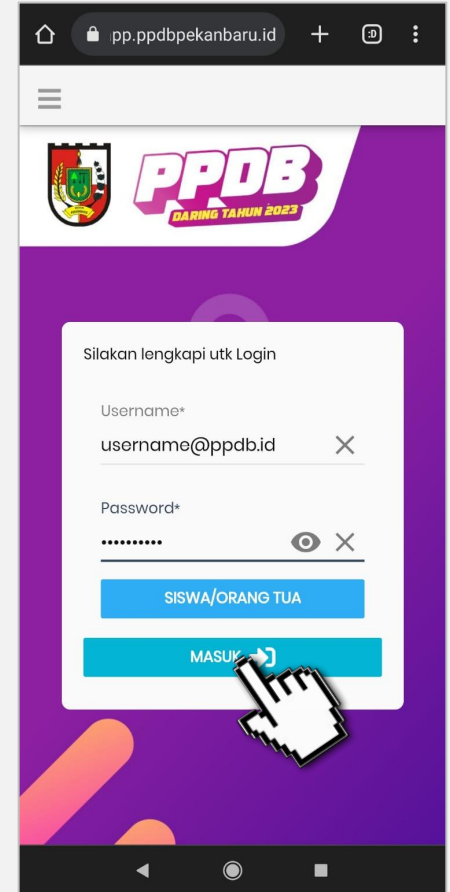 pp.ppdbpekanbaru.id
:D
PPDB
DARING TAHUN 2023
Silakan lengkapi utk Login
Username*
username@ppdb.id
Password*
••••••••••
SISWA/ORANG TUA
MASUK